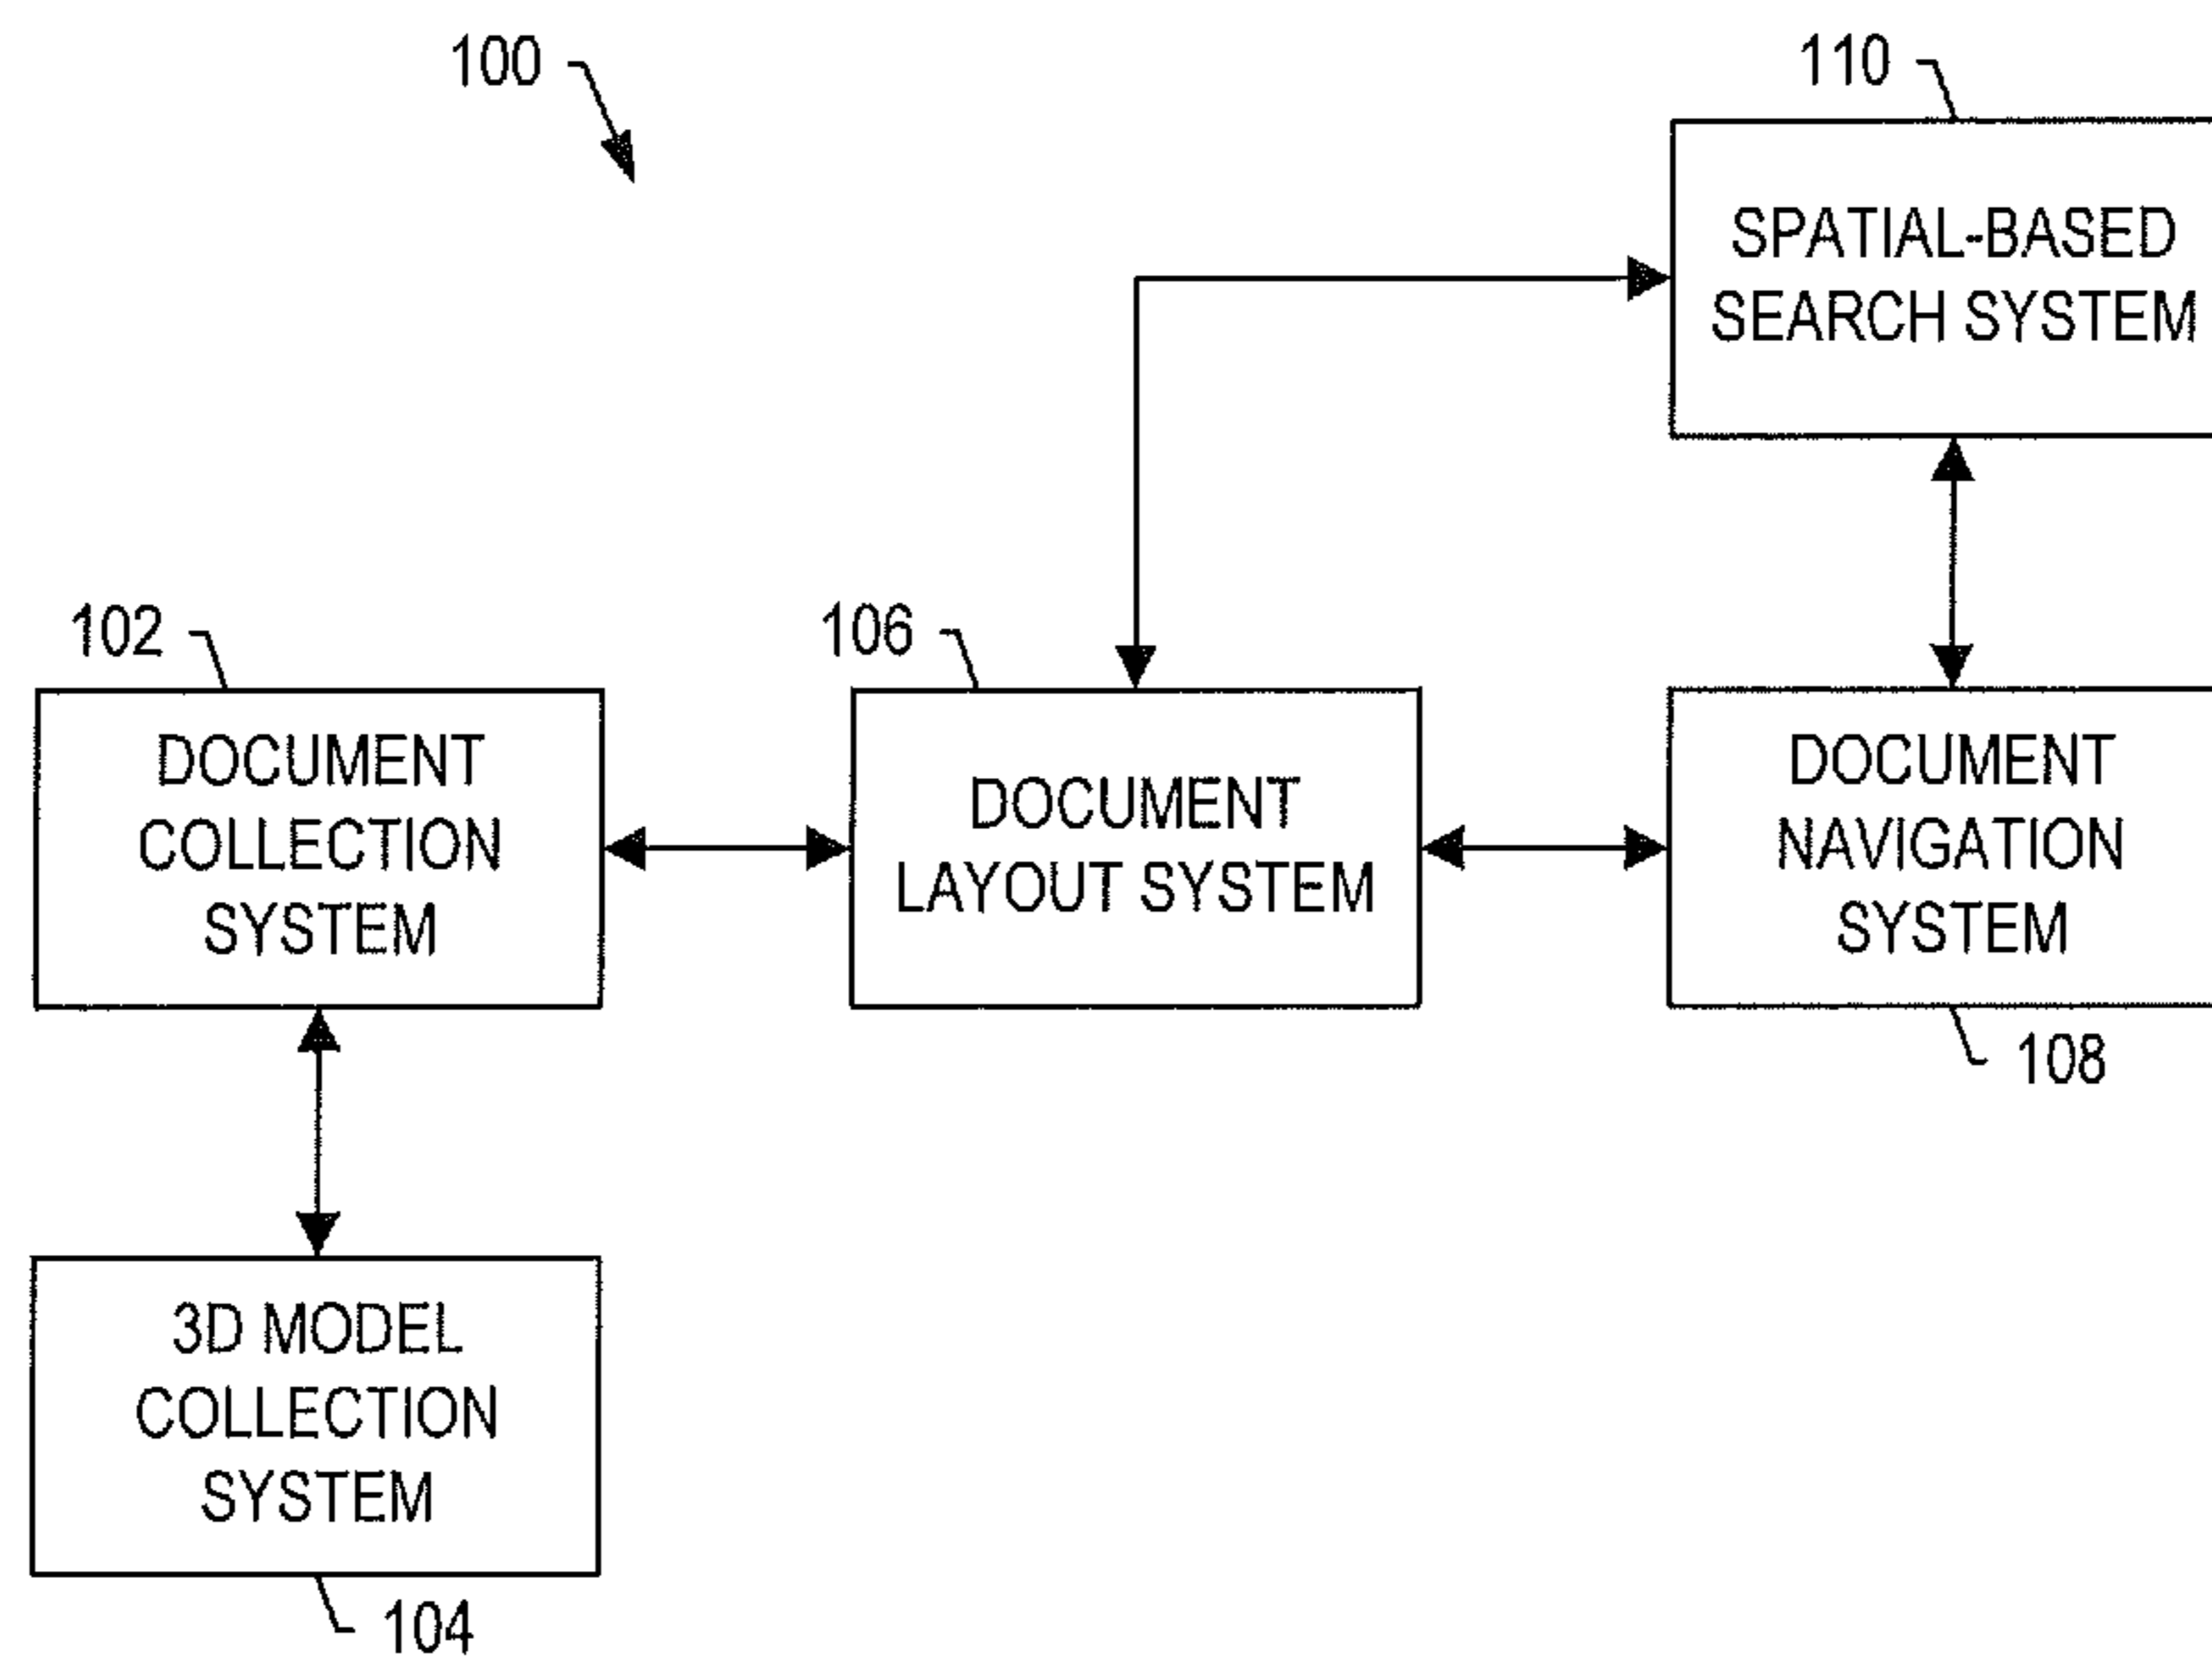 100
110
SPATIAL-BASED
SEARCH SYSTEM
102
106
DOCUMENT
COLLECTION
SYSTEM
DOCUMENT
LAYOUT SYSTEM
DOCUMENT
NAVIGATION
SYSTEM
108
3D MODEL
COLLECTION
SYSTEM
104